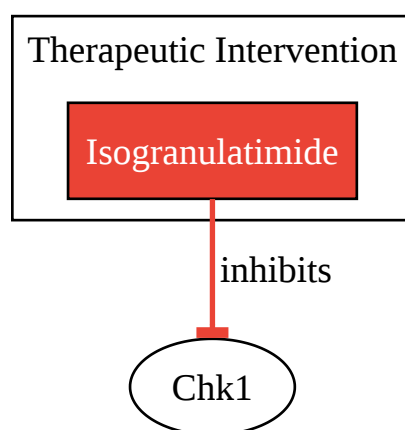 Therapeutic Intervention
Isogranulatimide
inhibits
Chk1